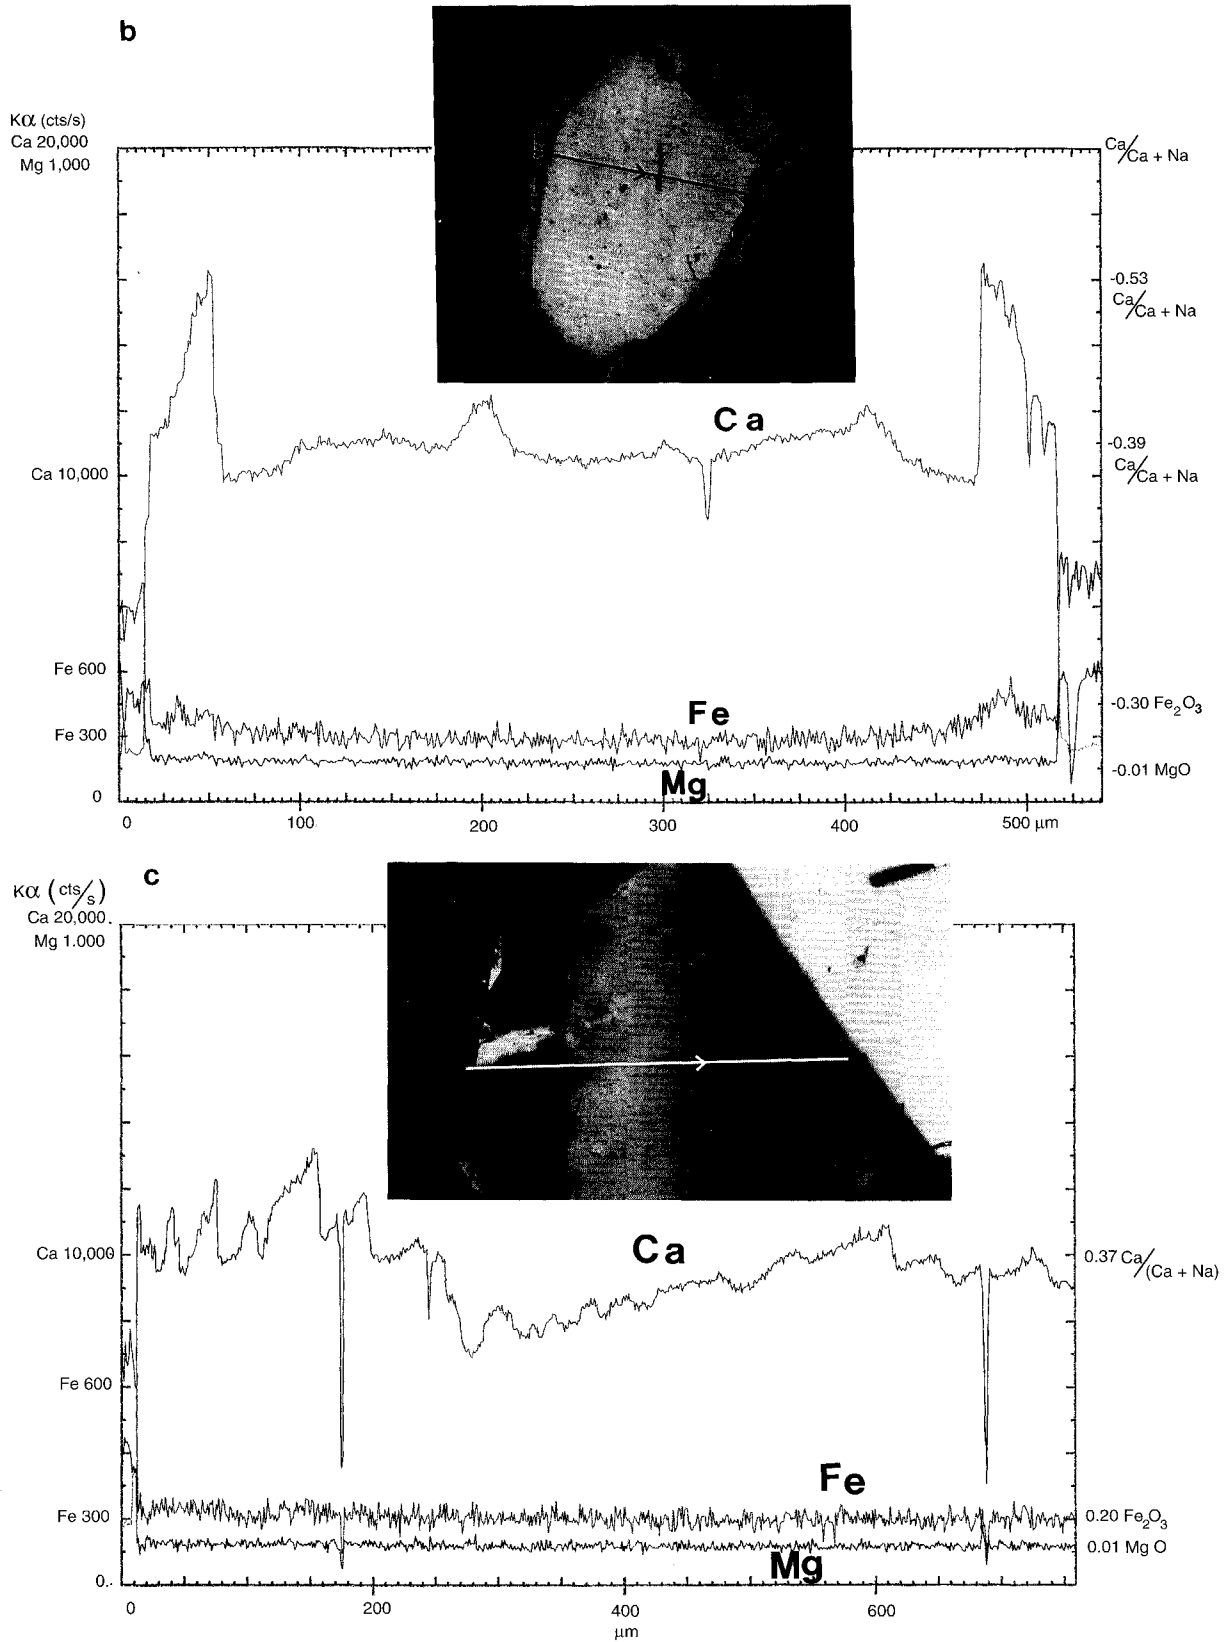 b
Kα (cts/s)
Ca 20,000
Mg 1,000
Ca/Ca + Na
-0.53
Ca/Ca + Na
Ca
-0.39
Ca/Ca + Na
Ca 10,000
Fe 600
Fe
-0.30 Fe2O3
Fe 300
-0.01 MgO
Mg
0
0 100 200 300 400 500 μm
c
Kα (cts/s)
Ca 20,000.
Mg 1.000
Ca
Ca 10,000
0.37 Ca/(Ca + Na)
Fe 600
Fe
Fe 300
0.20 Fe2O3
0.01 Mg O
Mg
0..
0 200 400 600
μm